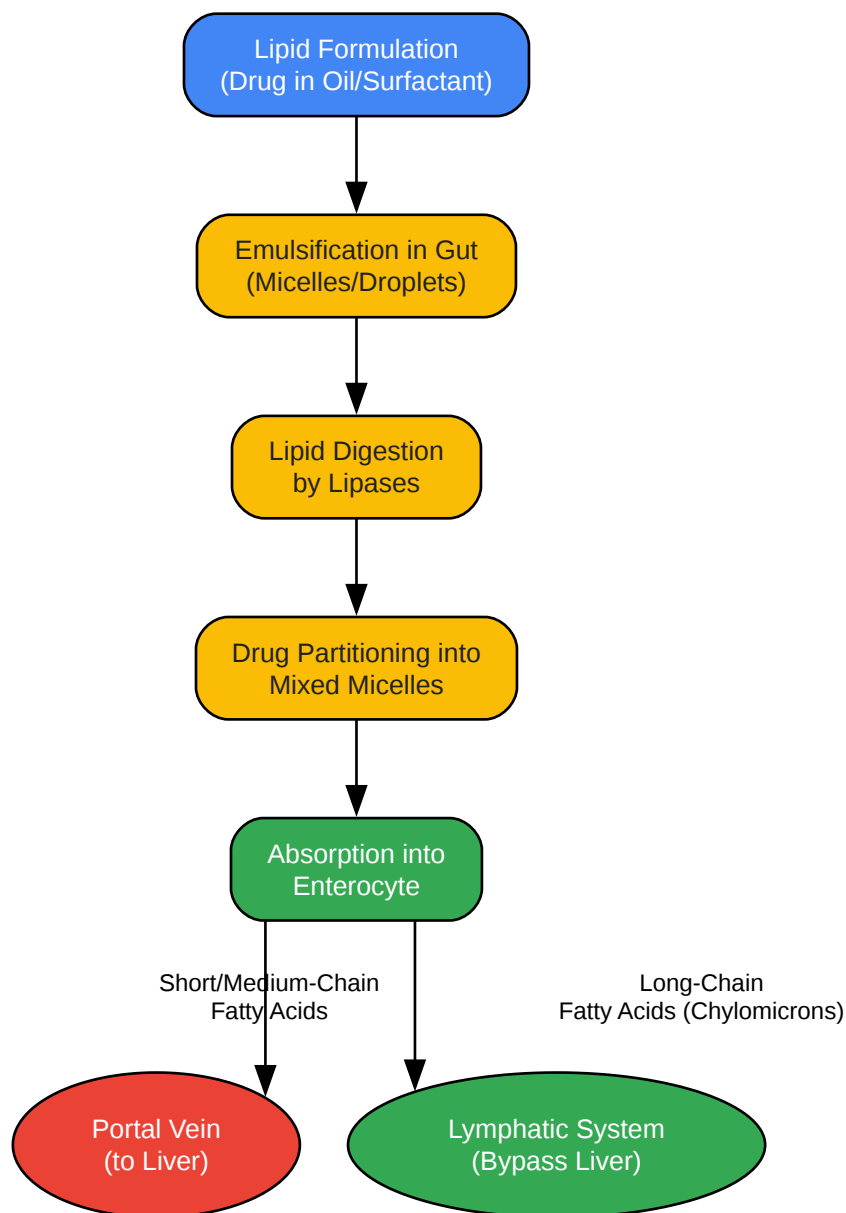 Lipid Formulation
(Drug in Oil/Surfactant)
Emulsification in Gut
(Micelles/Droplets)
Lipid Digestion
by Lipases
Drug Partitioning into
Mixed Micelles
Absorption into
Enterocyte
Short/Medium-Chain
Fatty Acids
Long-Chain
Fatty Acids (Chylomicrons)
Portal Vein
(to Liver)
Lymphatic System
(Bypass Liver)